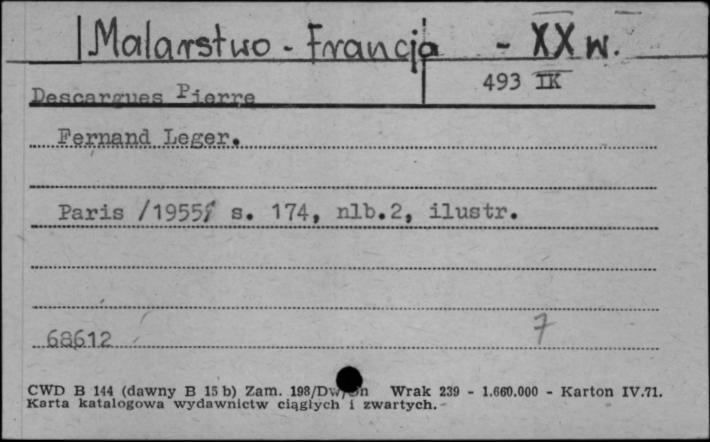 Malarstwo - Francja - XX w.
493 IK
Descargues Pierre
Fernand Leger.
Paris /1955/ s. 174, nlb.2, ilustr.
68612 7
CWD B 144 (dawny B 15 b) Zam. 198/Dw/ Wrak 239 - 1.660.000 - Karton IV.71.
Karta katalogowa wydawnictw ciągłych i zwartych.